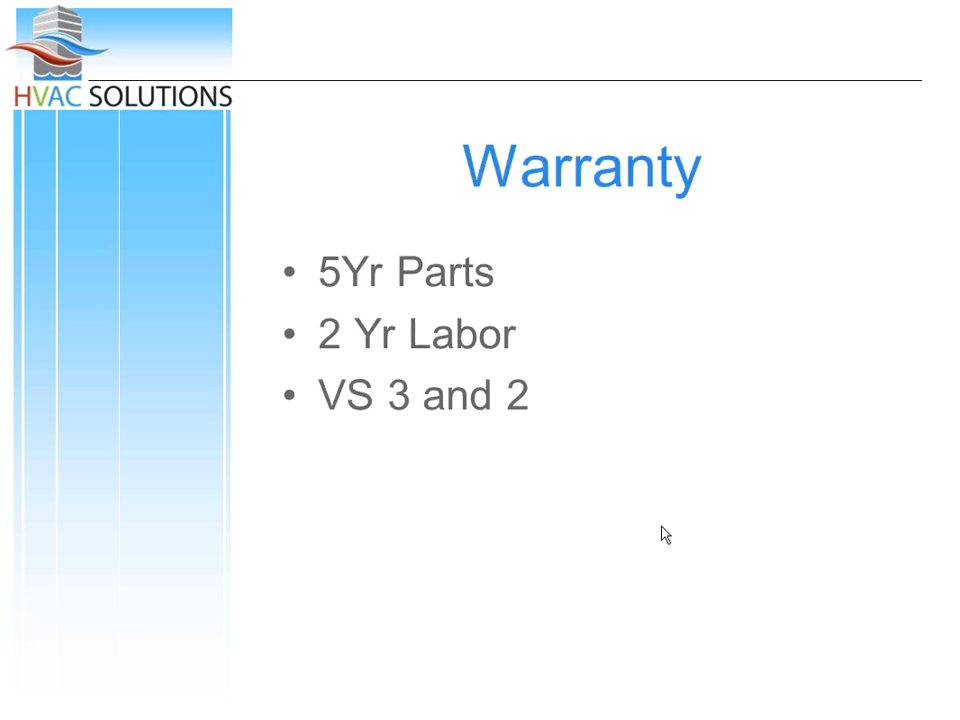 HVAC SOLUTIONS
Warranty
• 5Yr Parts
• 2 Yr Labor
• VS 3 and 2